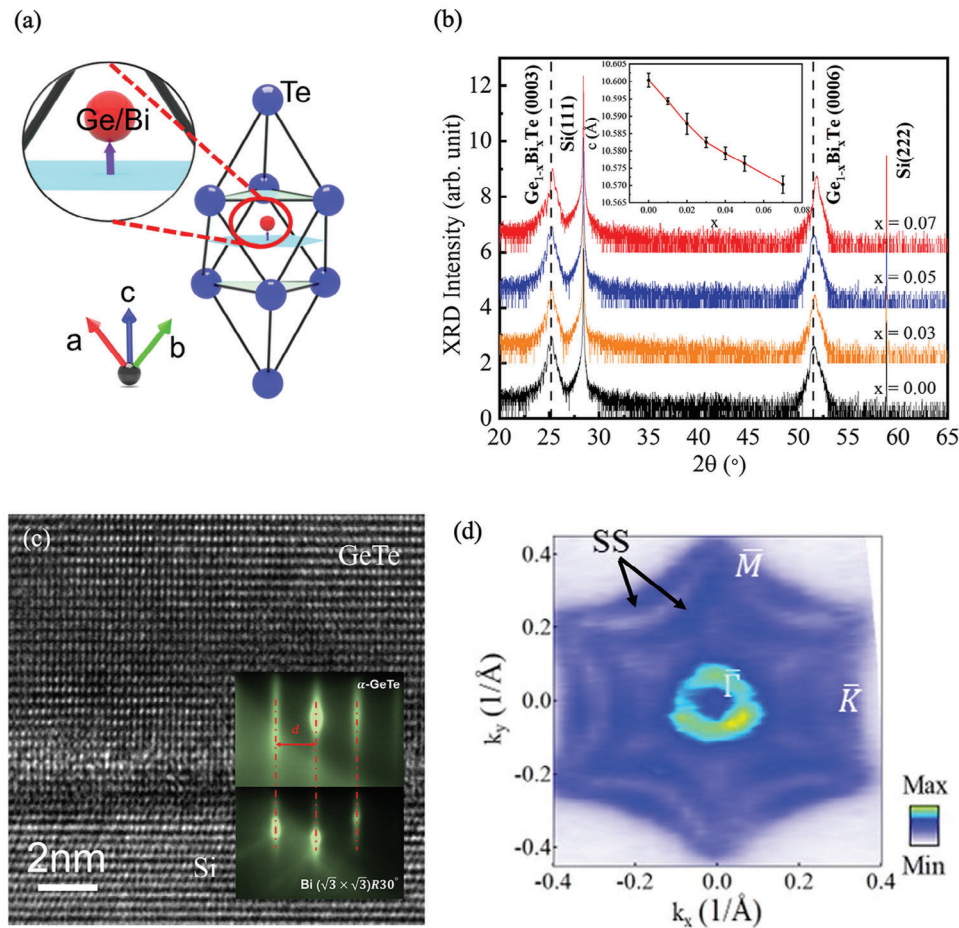 (a)
Te
Ge/Bi
c
a
b
(b)
XRD Intensity (arb. unit)
12
10
8
6
4
2
0
20 25 30 35 40 45 50 55 60 65
2θ (°)
Ge₁₋ₓBiₓTe (0003)
Si(111)
Ge₁₋ₓBiₓTe (0006)
Si(222)
c (Å)
10.600
10.595
10.590
10.585
10.580
10.575
10.570
10.565
0.00 0.02 0.04 0.06 0.08
x
x = 0.07
x = 0.05
x = 0.03
x = 0.00
(c)
GeTe
α-GeTe
d
Bi (√3 × √3)R30°
2nm
Si
(d)
SS
M̅
Γ̅
K̅
k_y (1/Å)
0.4
0.2
0.0
-0.2
-0.4
-0.4 -0.2 0.0 0.2 0.4
k_x (1/Å)
Max
Min